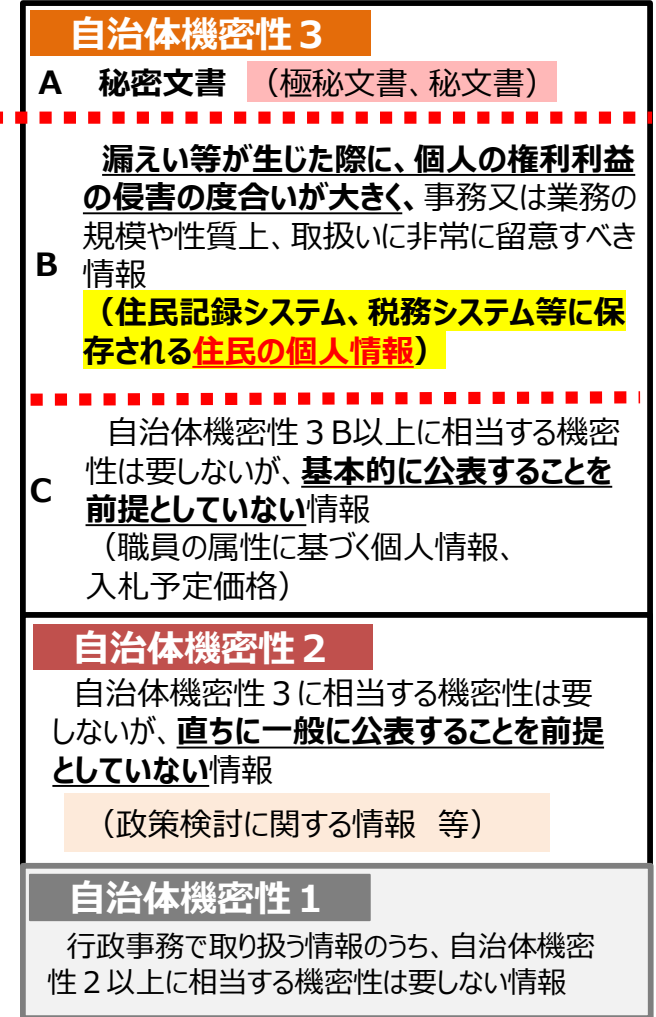 自治体機密性３
A 秘密文書 （極秘文書、秘文書）
漏えい等が生じた際に、個人の権利利益
の侵害の度合いが大きく、事務又は業務の
規模や性質上、取扱いに非常に留意すべき
B 情報
（住民記録システム、税務システム等に保
存される住民の個人情報）
自治体機密性３B以上に相当する機密
性は要しないが、基本的に公表することを
C 前提としていない情報
（職員の属性に基づく個人情報、
入札予定価格）
自治体機密性２
自治体機密性３に相当する機密性は要
しないが、直ちに一般に公表することを前提
としていない情報
（政策検討に関する情報 等）
自治体機密性１
行政事務で取り扱う情報のうち、自治体機密
性２以上に相当する機密性は要しない情報